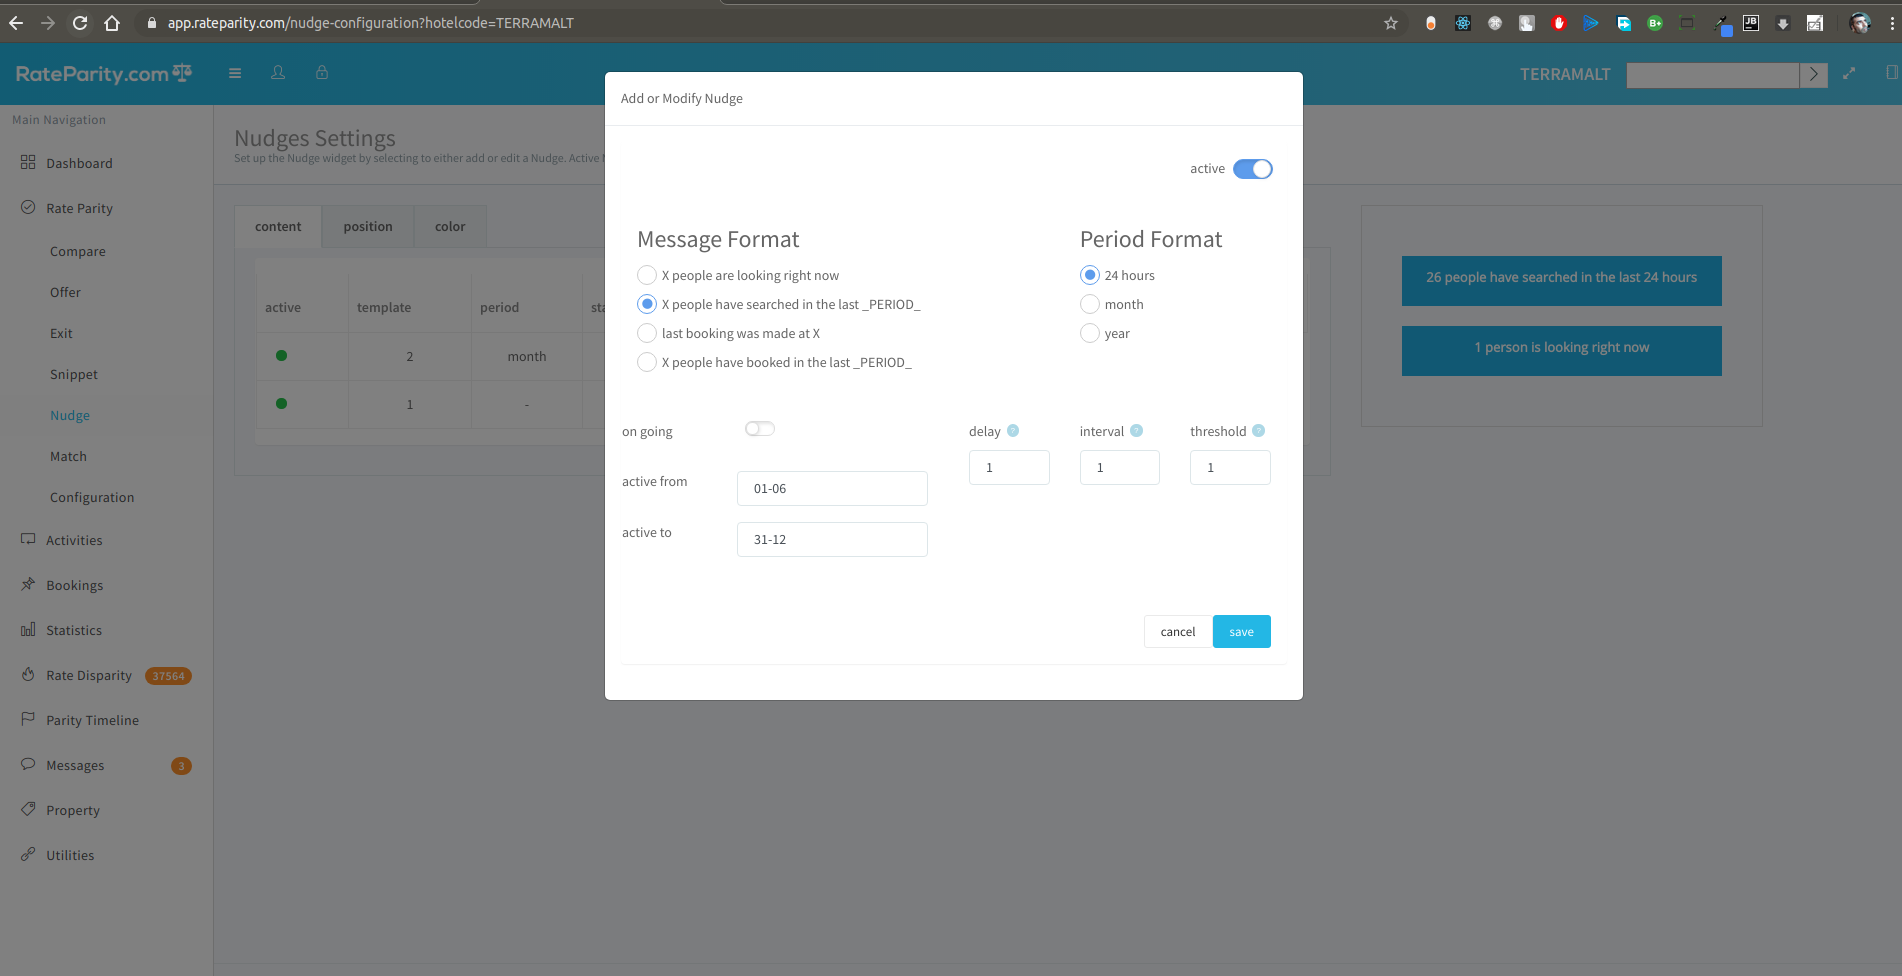 app.rateparity.com/nudge-configuration?hotelcode=TERRAMALT
RateParity.com
TERRAMALT
Main Navigation
Dashboard
Rate Parity
Compare
Offer
Exit
Snippet
Nudge
Match
Configuration
Activities
Bookings
Statistics
Rate Disparity 37564
Parity Timeline
Messages 3
Property
Utilities
Nudges Settings
Set up the Nudge widget by selecting to either add or edit a Nudge. Active
content position color
active template period
2 month
1 -
Add or Modify Nudge
active
Message Format
X people are looking right now
X people have searched in the last _PERIOD_
last booking was made at X
X people have booked in the last _PERIOD_
Period Format
24 hours
month
year
on going
active from 01-06
active to 31-12
delay ? interval ? threshold ?
1 1 1
cancel save
26 people have searched in the last 24 hours
1 person is looking right now